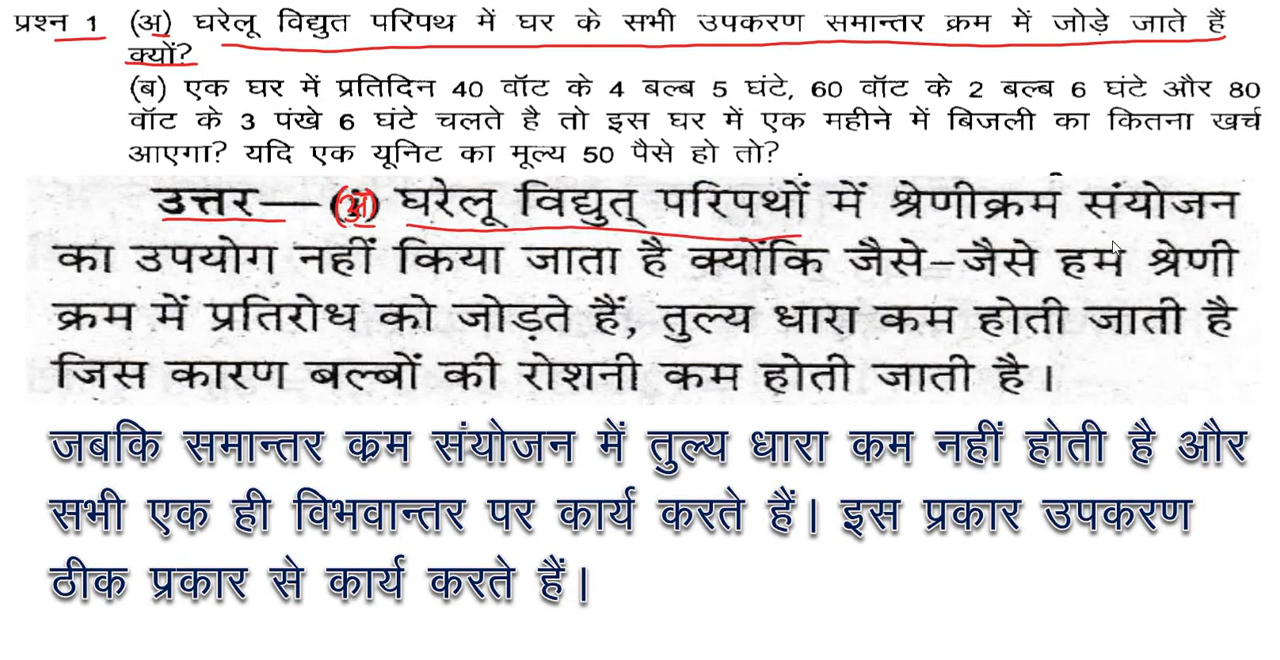 प्रश्न 1 (अ) घरेलू विद्युत परिपथ में घर के सभी उपकरण समान्तर क्रम में जोड़े जाते हैं
क्यों?
(ब) एक घर में प्रतिदिन 40 वॉट के 4 बल्ब 5 घंटे, 60 वॉट के 2 बल्ब 6 घंटे और 80
वॉट के 3 पंखे 6 घंटे चलते है तो इस घर में एक महीने में बिजली का कितना खर्च
आएगा? यदि एक यूनिट का मूल्य 50 पैसे हो तो?
उत्तर—(अ) घरेलू विद्युत् परिपथों में श्रेणीक्रम संयोजन
का उपयोग नहीं किया जाता है क्योंकि जैसे-जैसे हम श्रेणी
क्रम में प्रतिरोध को जोड़ते हैं, तुल्य धारा कम होती जाती है
जिस कारण बल्बों की रोशनी कम होती जाती है।
जबकि समान्तर क्रम संयोजन में तुल्य धारा कम नहीं होती है और
सभी एक ही विभवान्तर पर कार्य करते हैं। इस प्रकार उपकरण
ठीक प्रकार से कार्य करते हैं।